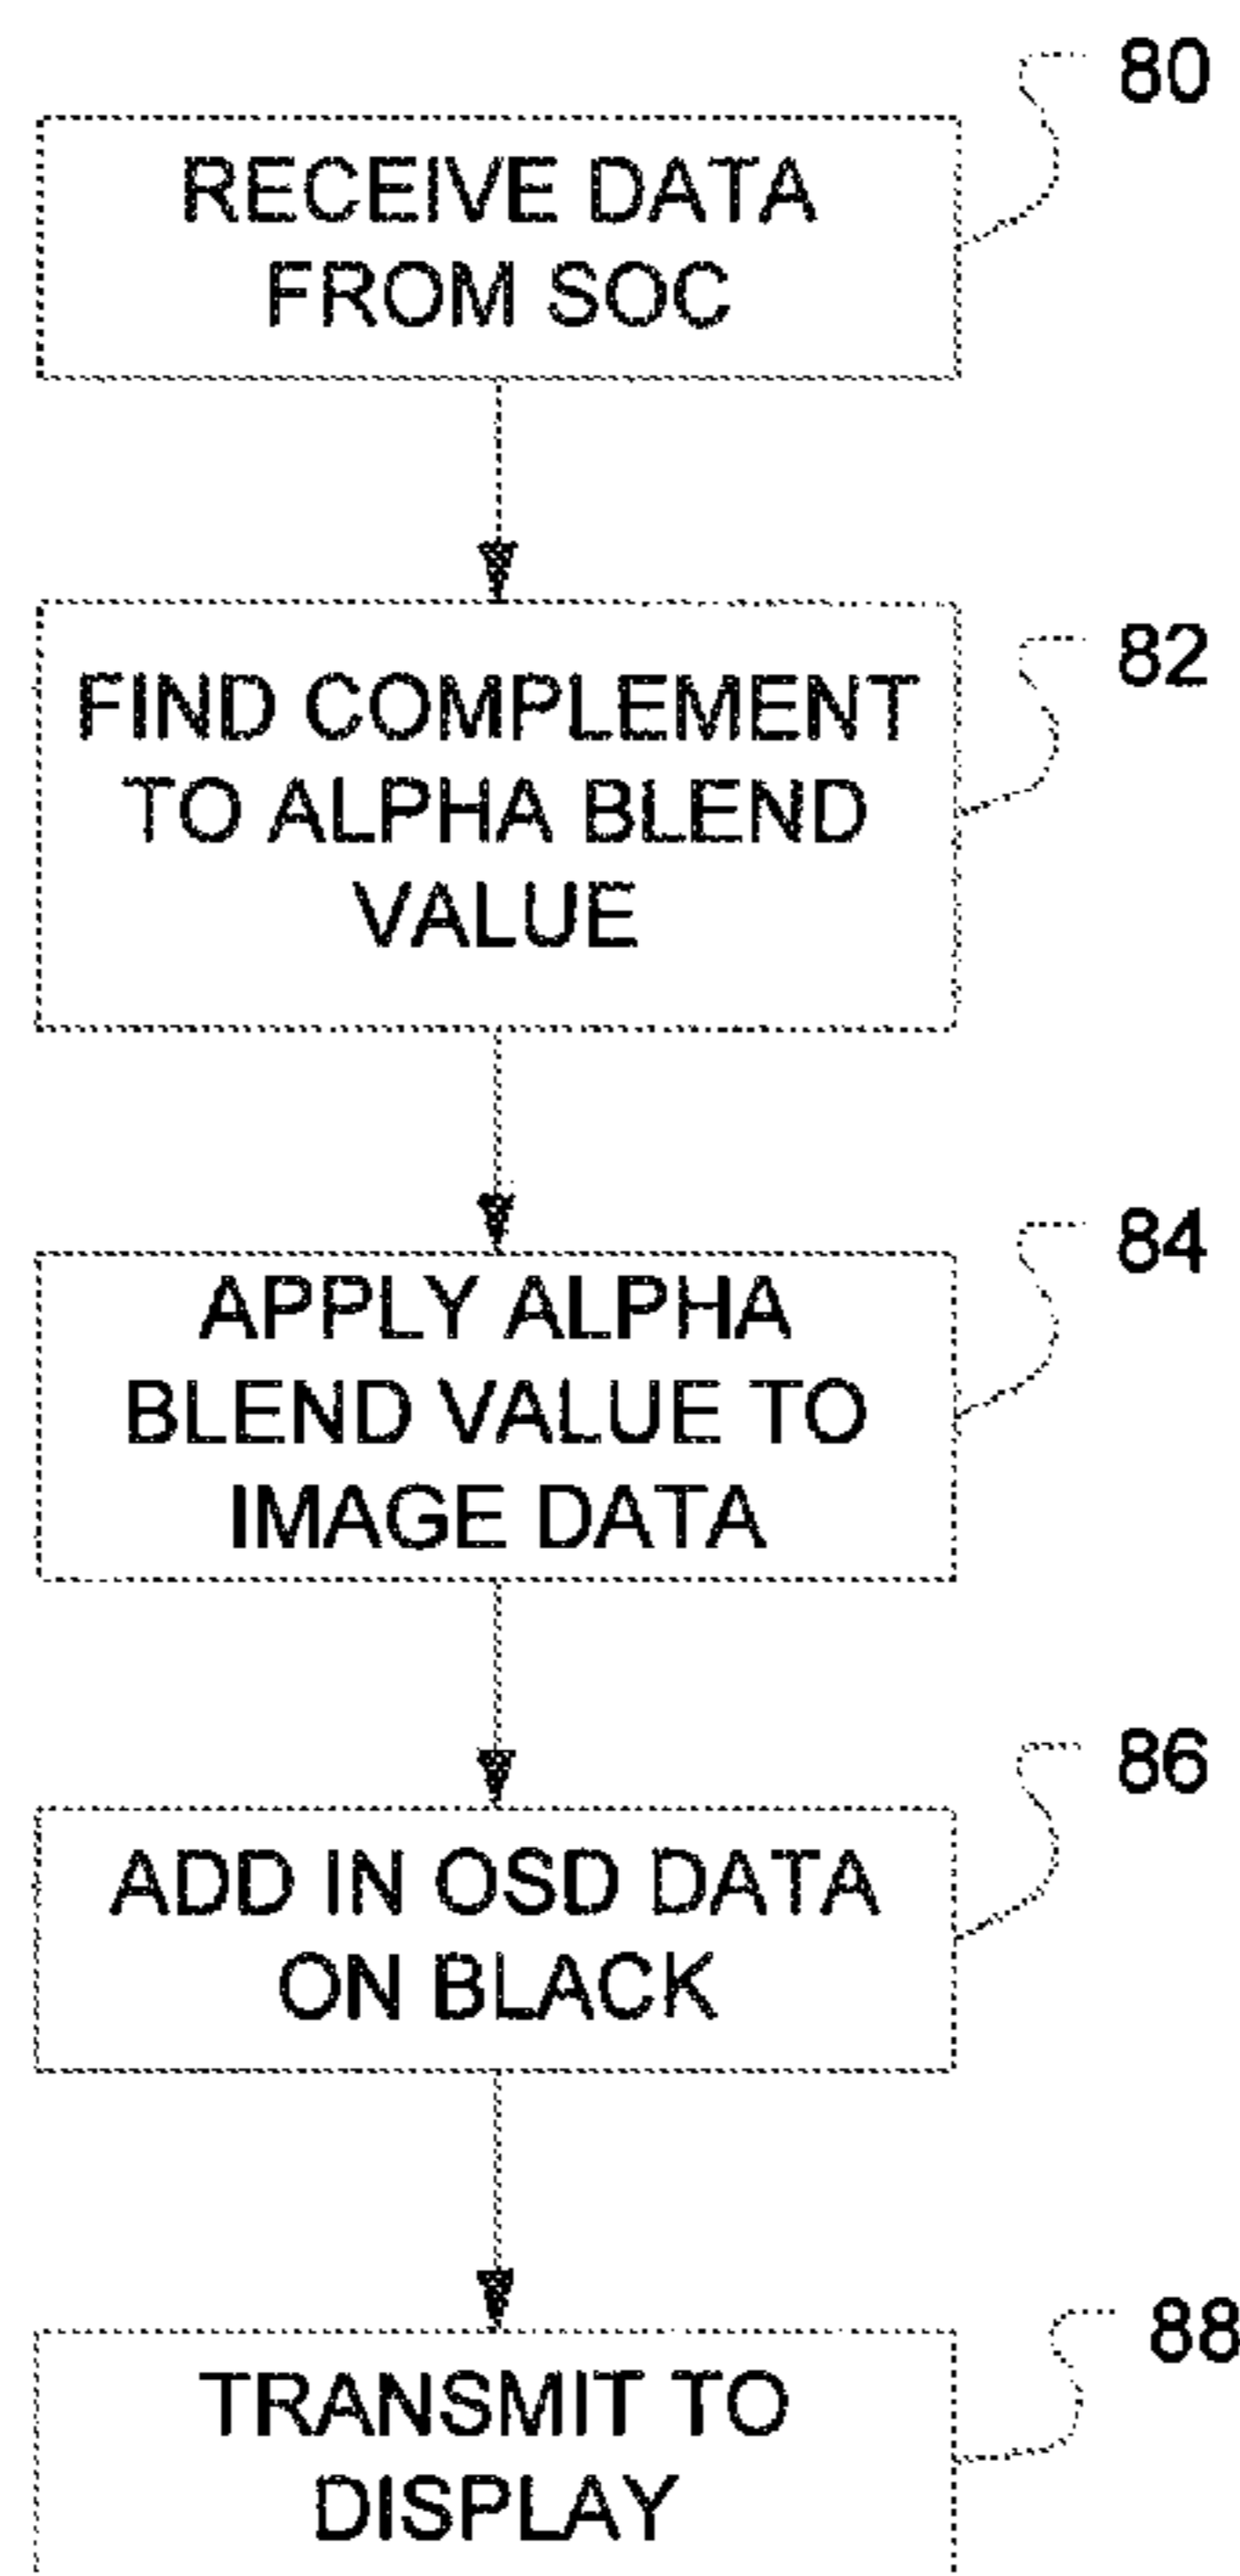 80
RECEIVE DATA
FROM SOC
82
FIND COMPLEMENT
TO ALPHA BLEND
VALUE
84
APPLY ALPHA
BLEND VALUE TO
IMAGE DATA
86
ADD IN OSD DATA
ON BLACK
88
TRANSMIT TO
DISPLAY